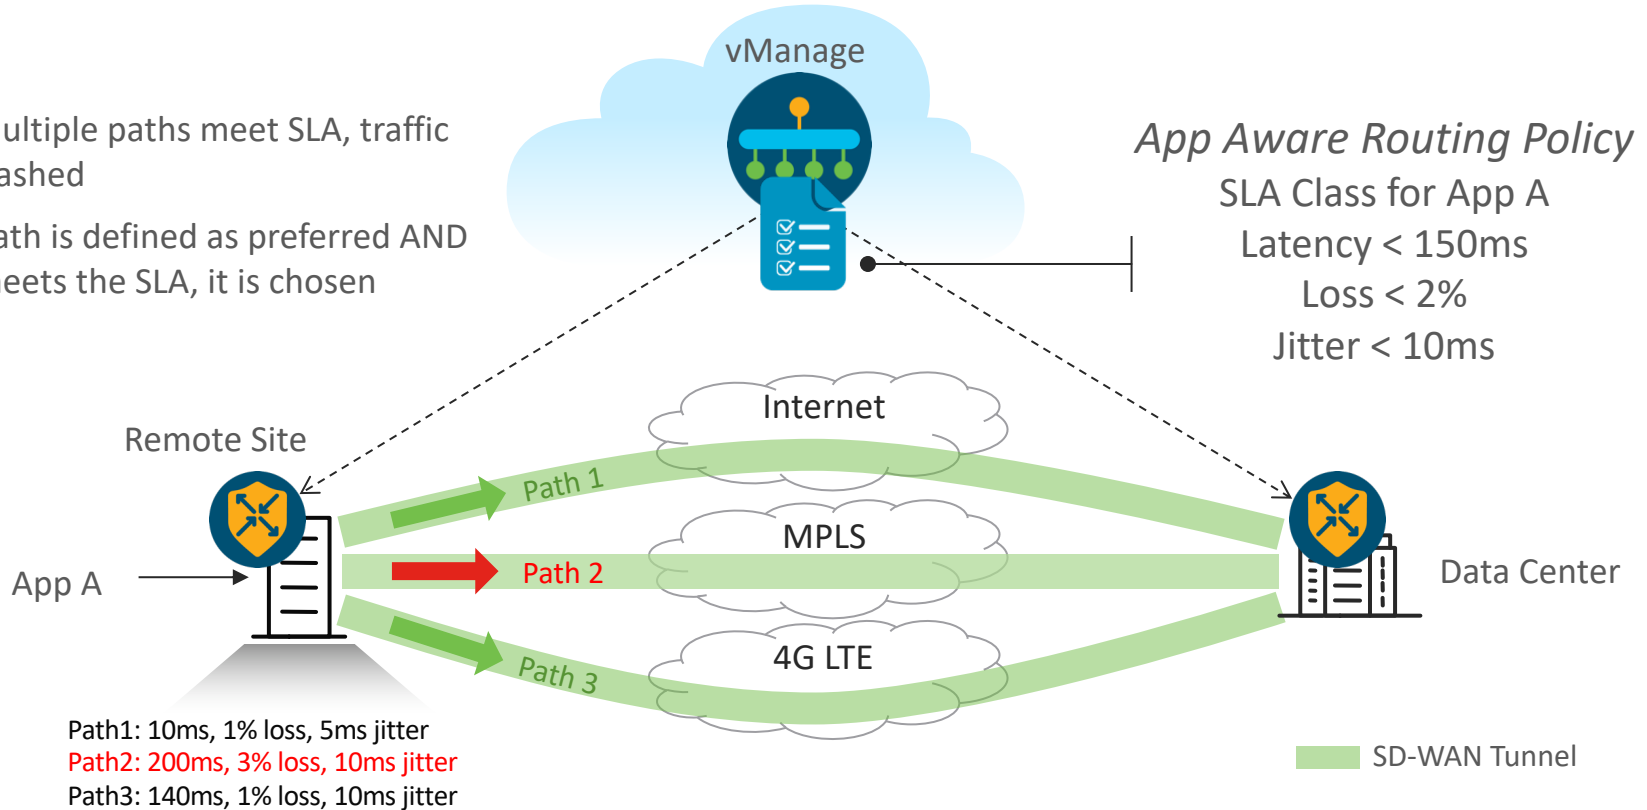 vManage
ultiple paths meet SLA, traffic
ashed
ath is defined as preferred AND
eets the SLA, it is chosen
App Aware Routing Policy
SLA Class for App A
Latency < 150ms
Loss < 2%
Jitter < 10ms
Internet
Remote Site
Path 1
MPLS
App A
Path 2
Data Center
4G LTE
Path 3
Path1: 10ms, 1% loss, 5ms jitter
Path2: 200ms, 3% loss, 10ms jitter
Path3: 140ms, 1% loss, 10ms jitter
SD-WAN Tunnel